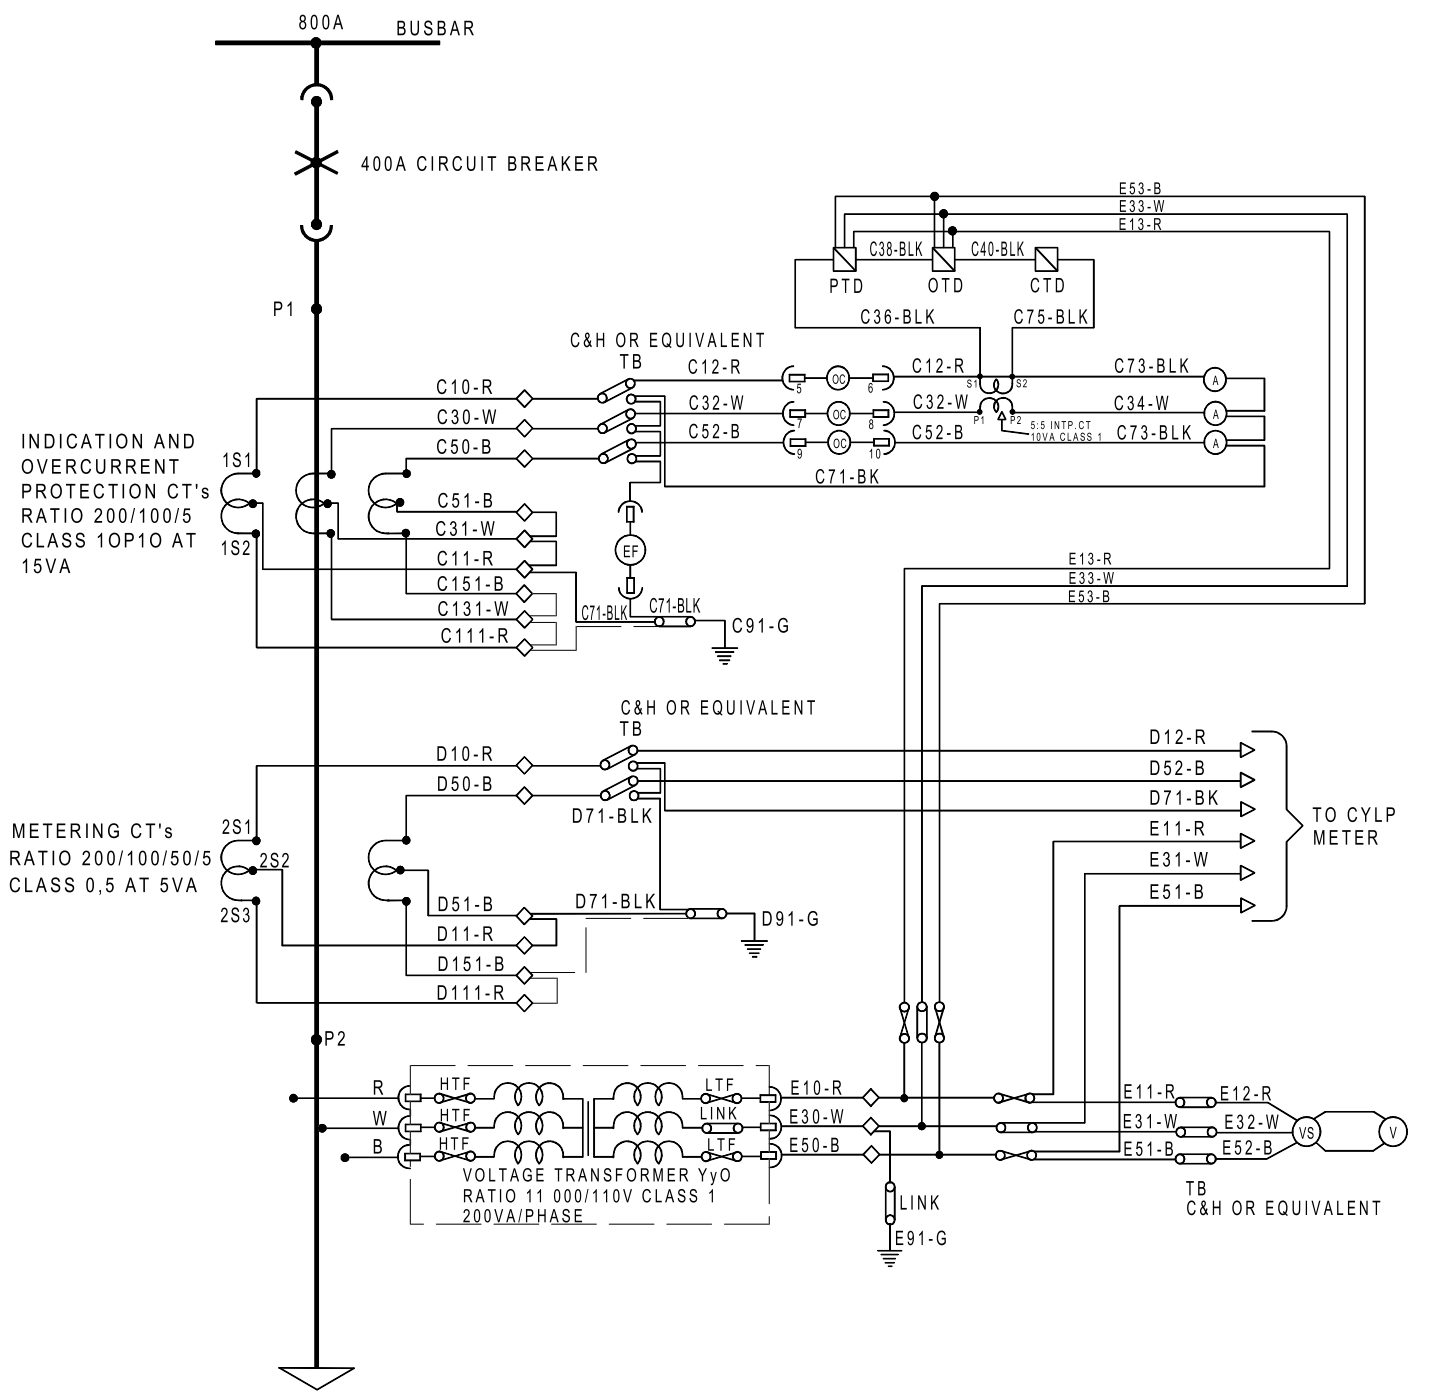 800A
BUSBAR
400A CIRCUIT BREAKER
P1
E53-B
E33-W
E13-R
C38-BLK
C40-BLK
PTD
OTD
CTD
C36-BLK
C75-BLK
C&H OR EQUIVALENT
TB
C12-R
C12-R
C73-BLK
5
OC
6
S1
S2
A
C10-R
C32-W
C32-W
C34-W
7
OC
8
P1
P2
A
C30-W
5:5 INTP.CT
10VA CLASS 1
C52-B
C52-B
C73-BLK
9
OC
10
A
C50-B
C71-BK
INDICATION AND
OVERCURRENT
PROTECTION CT's
RATIO 200/100/5
CLASS 1OP1O AT
15VA
1S1
1S2
C51-B
C31-W
C11-R
C151-B
C131-W
C111-R
EF
C71-BLK
C71-BLK
C91-G
E13-R
E33-W
E53-B
C&H OR EQUIVALENT
TB
D10-R
D50-B
D71-BLK
D12-R
D52-B
D71-BK
E11-R
E31-W
E51-B
TO CYLP
METER
METERING CT's
RATIO 200/100/50/5
CLASS 0,5 AT 5VA
2S1
2S2
2S3
D51-B
D11-R
D151-B
D111-R
D71-BLK
D91-G
P2
R
HTF
LTF
E10-R
E11-R
E12-R
W
HTF
LINK
E30-W
E31-W
E32-W
VS
V
B
HTF
LTF
E50-B
E51-B
E52-B
VOLTAGE TRANSFORMER YyO
RATIO 11 000/110V CLASS 1
200VA/PHASE
LINK
E91-G
TB
C&H OR EQUIVALENT